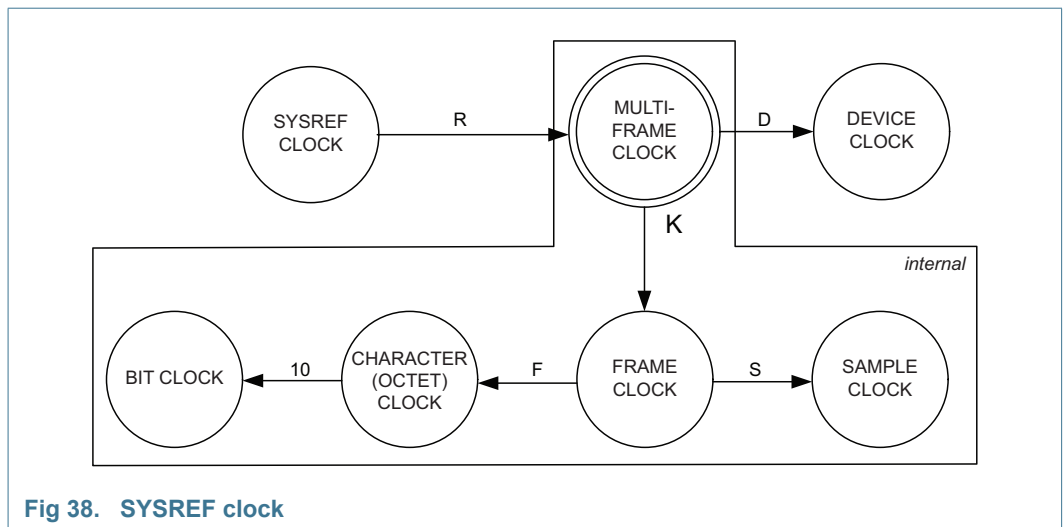 SYSREF
CLOCK
R
MULTI-
FRAME
CLOCK
D
DEVICE
CLOCK
K
internal
BIT CLOCK
10
CHARACTER
(OCTET)
CLOCK
F
FRAME
CLOCK
S
SAMPLE
CLOCK
Fig 38. SYSREF clock